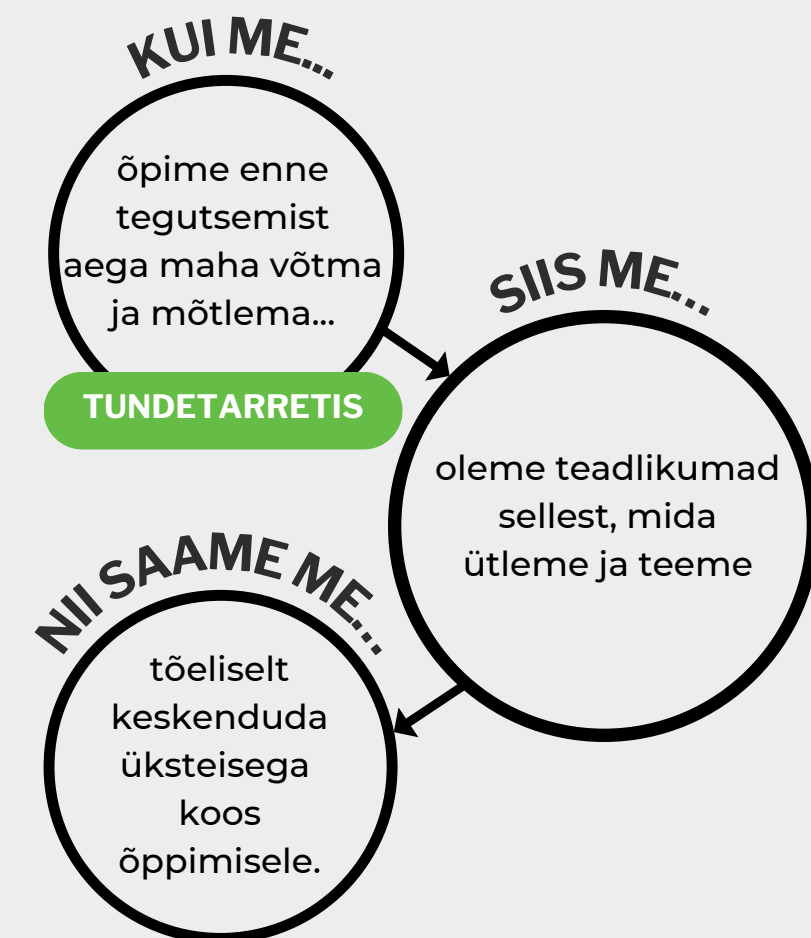 KUI ME...
õpime enne
tegutsemist
aega maha võtma
ja mõtlema...
TUNDETARRETIS
SIIS ME...
oleme teadlikumad
sellest, mida
ütleme ja teeme
NII SAAME ME...
tõeliselt
keskenduda
üksteisega
koos
õppimisele.